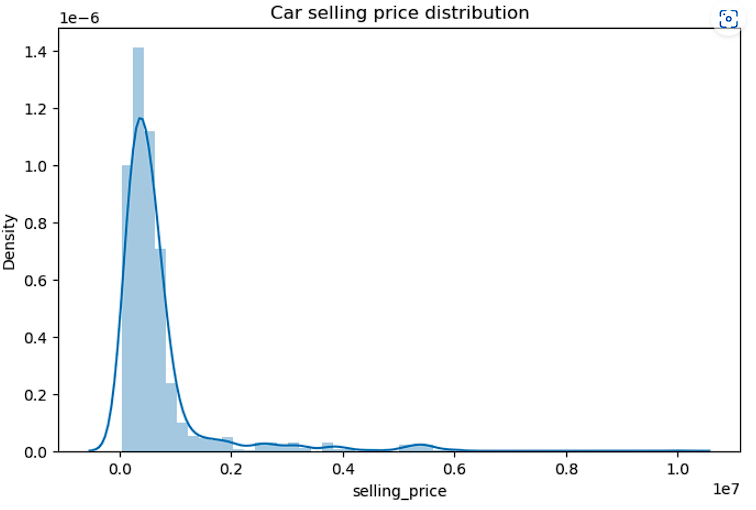 Car selling price distribution
1e−6
1.4
1.2
1.0
0.8
0.6
0.4
0.2
0.0
Density
0.0 0.2 0.4 0.6 0.8 1.0
1e7
selling_price